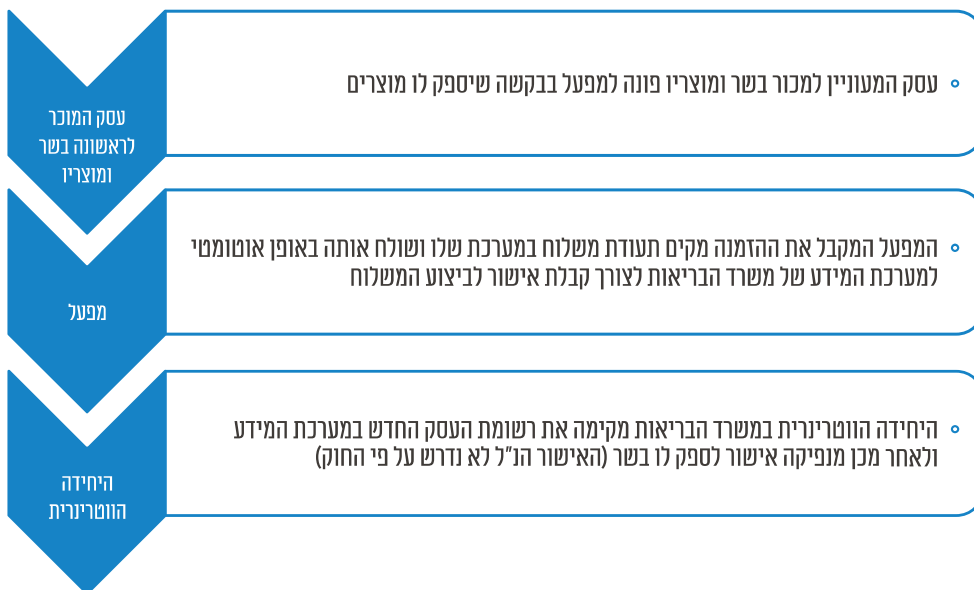 עסק המוכר
לראשונה בשר
ומוצריו
• עסק המעוניין למכור בשר ומוצריו פונה למפעל בבקשה שיספק לו מוצרים
מפעל
• המפעל המקבל את ההזמנה מקים תעודת משלוח במערכת שלו ושולח אותה באופן אוטומטי
למערכת המידע של משרד הבריאות לצורך קבלת אישור לביצוע המשלוח
היחידה
הווטרינרית
• היחידה הווטרינרית במשרד הבריאות מקימה את רשומת העסק החדש במערכת המידע
ולאחר מכן מנפיקה אישור לספק לו בשר (האישור הנ"ל לא נדרש על פי החוק)